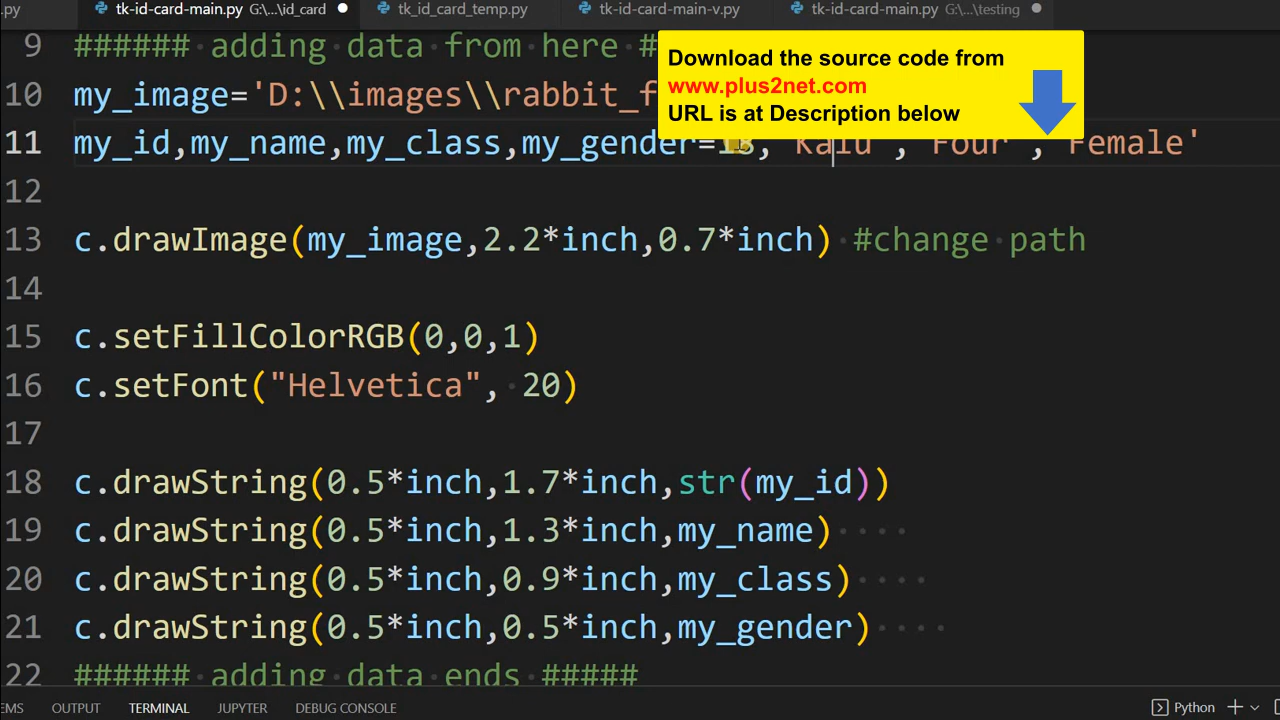 .py tk-id-card-main.py G:\...\id_card tk_id_card_temp.py tk-id-card-main-v.py tk-id-card-main.py G:\...\testing
9 ###### adding data from here #
Download the source code from
www.plus2net.com
URL is at Description below
10 my_image='D:\\images\\rabbit_f
11 my_id,my_name,my_class,my_gender=18,'Kalu','Four','Female'
12
13 c.drawImage(my_image,2.2*inch,0.7*inch) #change path
14
15 c.setFillColorRGB(0,0,1)
16 c.setFont("Helvetica", 20)
17
18 c.drawString(0.5*inch,1.7*inch,str(my_id))
19 c.drawString(0.5*inch,1.3*inch,my_name)
20 c.drawString(0.5*inch,0.9*inch,my_class)
21 c.drawString(0.5*inch,0.5*inch,my_gender)
22 ###### adding data ends #####
EMS OUTPUT TERMINAL JUPYTER DEBUG CONSOLE Python